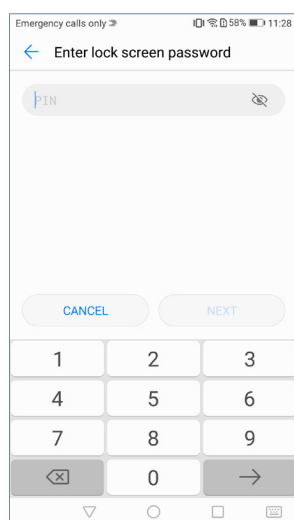 Emergency calls only 58% 11:28
Enter lock screen password
PIN
CANCEL NEXT
1 2 3
4 5 6
7 8 9
0